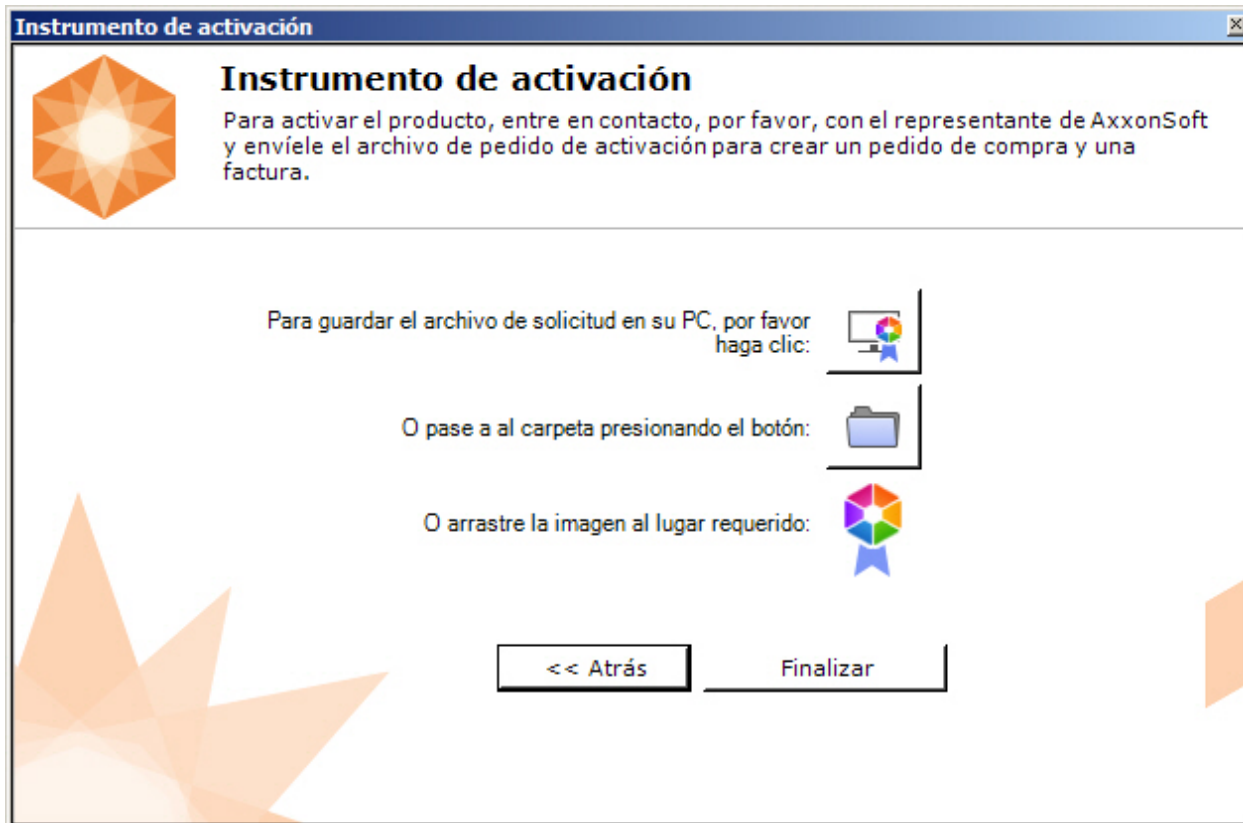 Instrumento de activación
Instrumento de activación
Para activar el producto, entre en contacto, por favor, con el representante de AxxonSoft
y envíele el archivo de pedido de activación para crear un pedido de compra y una
factura.
Para guardar el archivo de solicitud en su PC, por favor
haga clic:
O pase a al carpeta presionando el botón:
O arrastre la imagen al lugar requerido:
<< Atrás
Finalizar